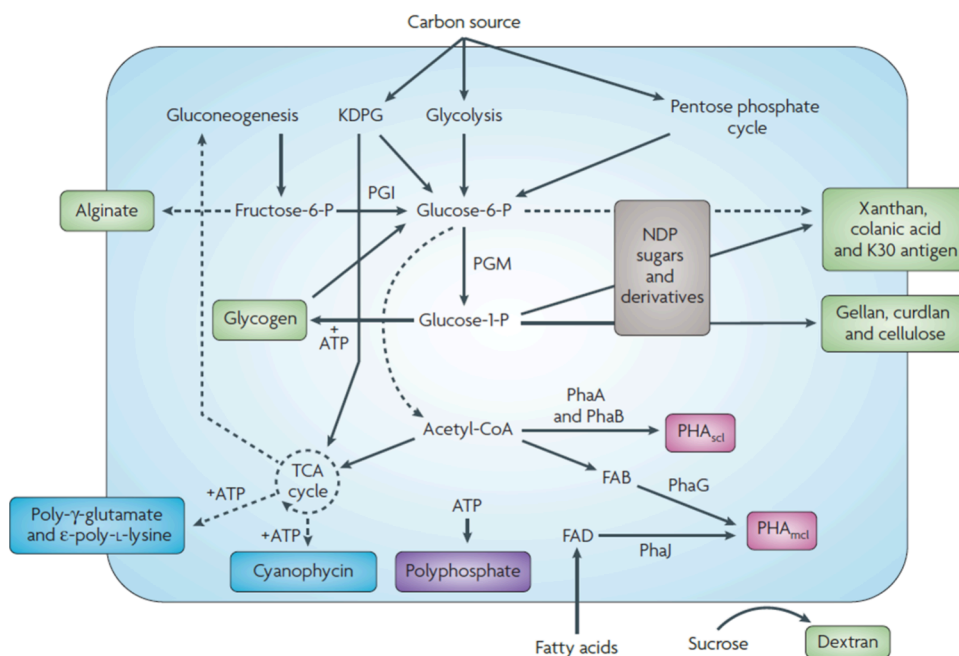 Carbon source
Gluconeogenesis
KDPG
Glycolysis
Pentose phosphate
cycle
Alginate
Fructose-6-P
PGI
Glucose-6-P
NDP
sugars
and
derivatives
Xanthan,
colanic acid
and K30 antigen
PGM
Glycogen
+
ATP
Glucose-1-P
Gellan, curdlan
and cellulose
PhaA
and PhaB
Acetyl-CoA
PHAscl
TCA
cycle
FAB
PhaG
+ATP
Poly-γ-glutamate
and ε-poly-L-lysine
ATP
+ATP
FAD
PhaJ
PHAmcl
Cyanophycin
Polyphosphate
Fatty acids
Sucrose
Dextran